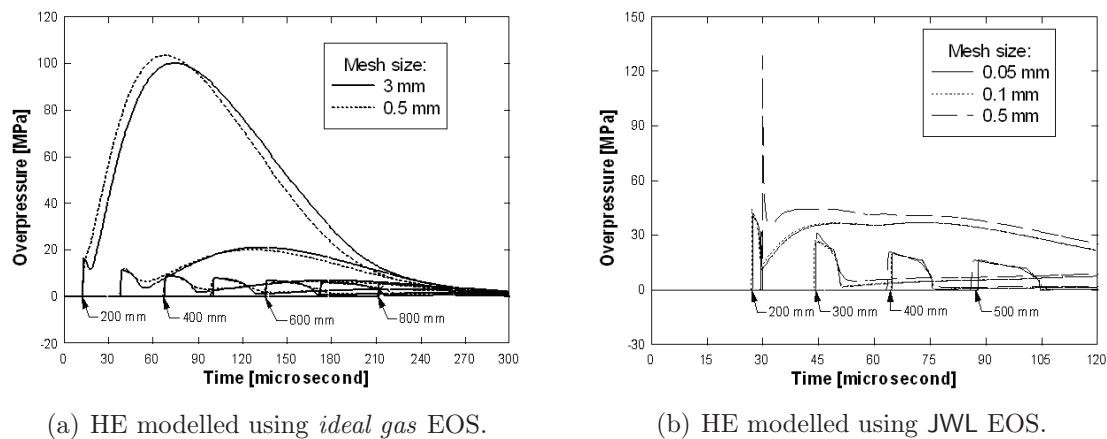 120
100
80
60
40
20
0
-20
Overpressure [MPa]
Mesh size:
3 mm
0.5 mm
200 mm
400 mm
600 mm
800 mm
0 30 60 90 120 150 180 210 240 270 300
Time [microsecond]
(a) HE modelled using ideal gas EOS.
150
120
90
60
30
0
-30
Overpressure [MPa]
Mesh size:
0.05 mm
0.1 mm
0.5 mm
200 mm
300 mm
400 mm
500 mm
0 15 30 45 60 75 90 105 120
Time [microsecond]
(b) HE modelled using JWL EOS.